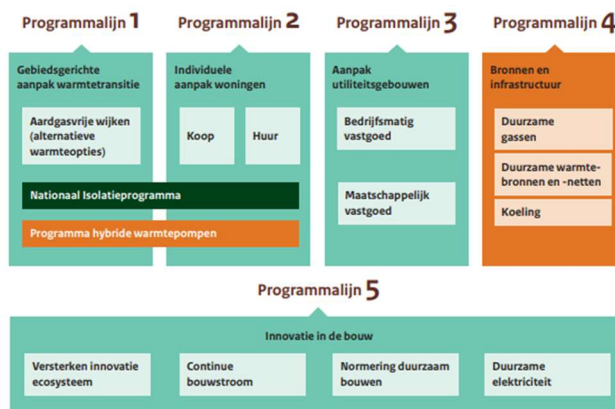 Programmalijn 1
Programmalijn 2
Programmalijn 3
Programmalijn 4
Gebiedsgerichte
aanpak warmtetransitie
Aardgasvrije wijken
(alternatieve
warmteopties)
Individuele
aanpak woningen
Koop
Huur
Nationaal Isolatieprogramma
Programma hybride warmtepompen
Aanpak
utiliteitsgebouwen
Bedrijfsmatig
vastgoed
Maatschappelijk
vastgoed
Bronnen en
infrastructuur
Duurzame
gassen
Duurzame warmte-
bronnen en -netten
Koeling
Programmalijn 5
Innovatie in de bouw
Versterken innovatie
ecosysteem
Continue
bouwstroom
Normering duurzaam
bouwen
Duurzame
elektriciteit